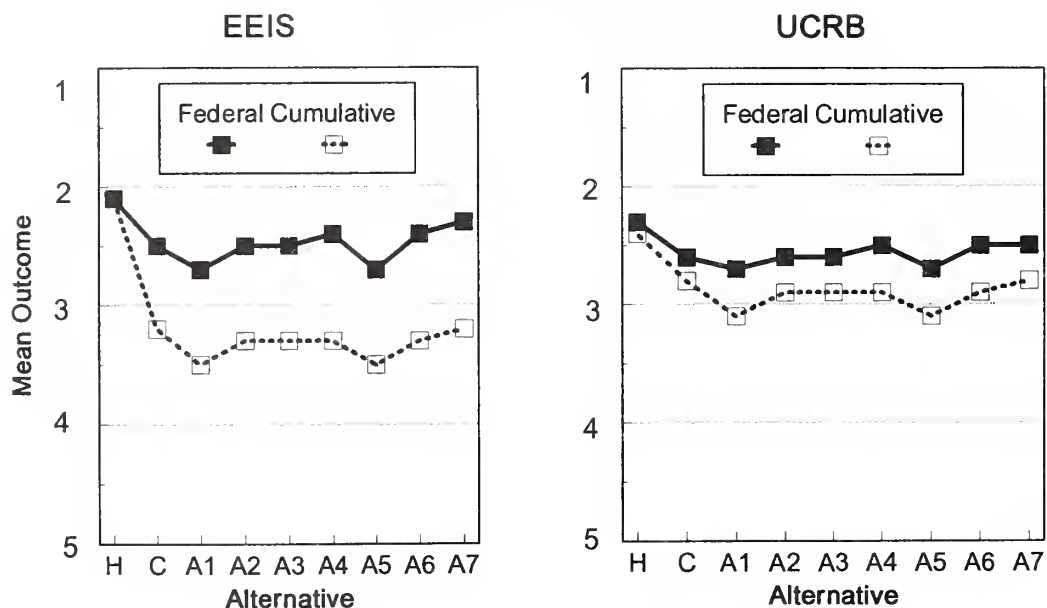 EEIS
UCRB
Federal Cumulative
Mean Outcome
1
2
3
4
5
H C A1 A2 A3 A4 A5 A6 A7
Alternative
Federal Cumulative
1
2
3
4
5
H C A1 A2 A3 A4 A5 A6 A7
Alternative